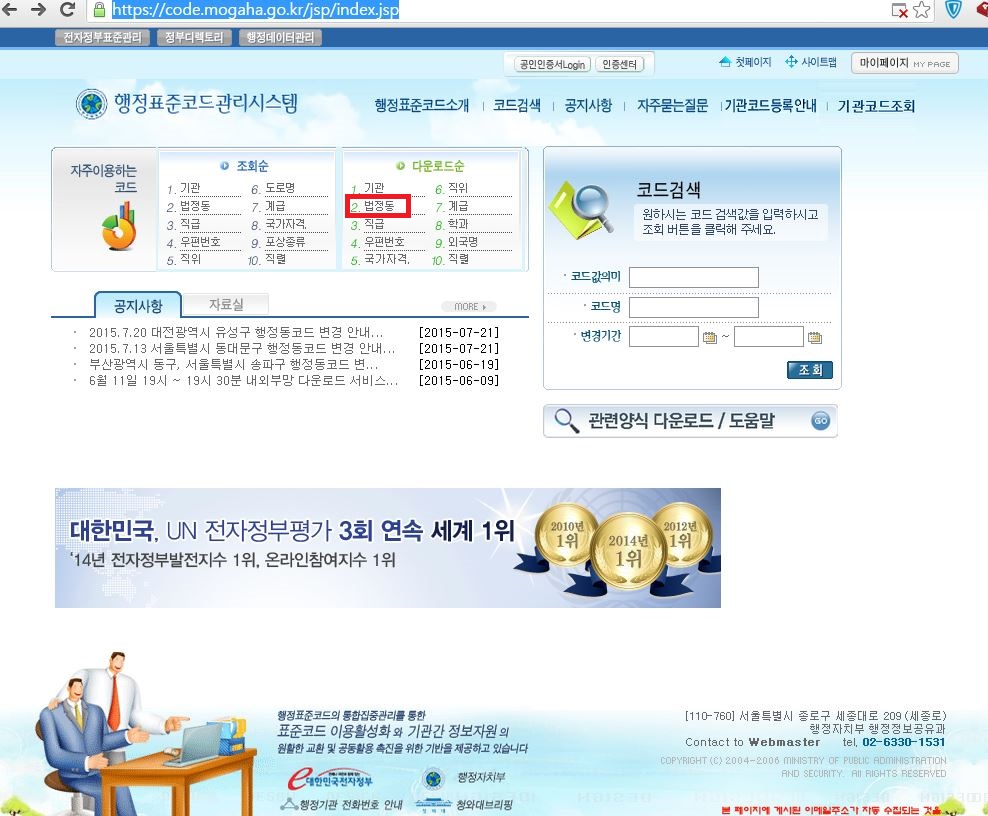 https://code.mogaha.go.kr/jsp/index.jsp
전자정부표준관리 정부디렉토리 행정데이터관리
공인인증서Login 인증센터 첫페이지 사이트맵 마이페이지 MY PAGE
행정표준코드관리시스템
행정표준코드소개 코드검색 공지사항 자주묻는질문 기관코드등록안내 기관코드조회
자주이용하는
코드
조회순
1. 기관 6. 도로명
2. 법정동 7. 계급
3. 직급 8. 국가자격.
4. 우편번호 9. 포상종류
5. 직위 10. 직렬
다운로드순
1. 기관 6. 직위
2. 법정동 7. 계급
3. 직급 8. 학과
4. 우편번호 9. 외국명
5. 국가자격. 10. 직렬
코드검색
원하시는 코드 검색값을 입력하시고
조회 버튼을 클릭해 주세요.
코드값의미
코드명
변경기간 ~
조회
공지사항 자료실 MORE
2015.7.20 대전광역시 유성구 행정동코드 변경 안내... [2015-07-21]
2015.7.13 서울특별시 동대문구 행정동코드 변경 안내... [2015-07-21]
부산광역시 동구, 서울특별시 송파구 행정동코드 변... [2015-06-19]
6월 11일 19시 ~ 19시 30분 내외부망 다운로드 서비스... [2015-06-09]
관련양식 다운로드 / 도움말 GO
대한민국, UN 전자정부평가 3회 연속 세계 1위
‘14년 전자정부발전지수 1위, 온라인참여지수 1위
2010년
1위
2014년
1위
2012년
1위
행정표준코드의 통합집중관리를 통한
표준코드 이용활성화 와 기관간 정보자원 의
원활한 교환 및 공동활용 촉진을 위한 기반을 제공하고 있습니다
e대한민국전자정부 행정자치부
행정기관 전화번호 안내 청와대브리핑
[110-760] 서울특별시 종로구 세종대로 209 (세종로)
행정자치부 행정정보공유과
Contact to Webmaster tel. 02-6330-1531
COPYRIGHT (C) 2004-2006 MINISTRY OF PUBLIC ADMINISTRATION
AND SECURITY. All RIGHTS RESERVED
본 페이지에 게시된 이메일주소가 자동 수집되는 것을